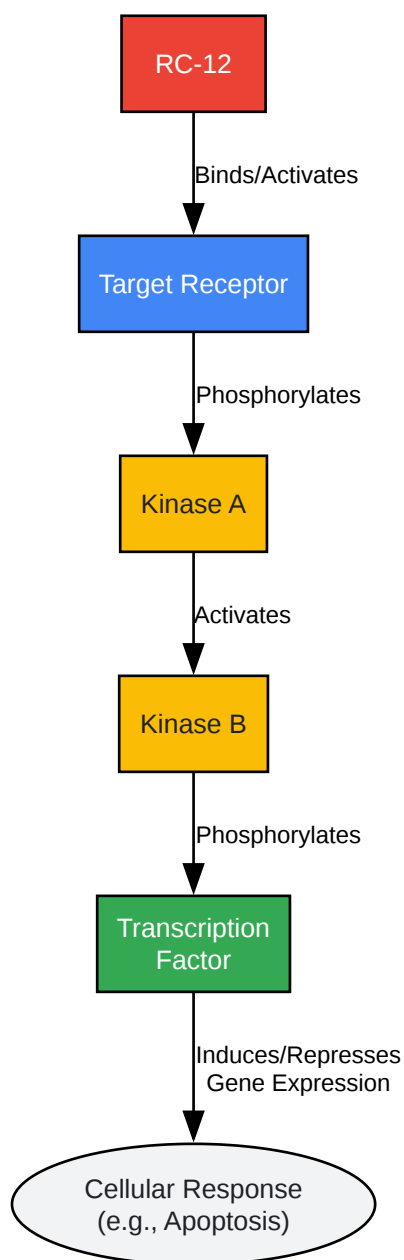 RC-12
Binds/Activates
Target Receptor
Phosphorylates
Kinase A
Activates
Kinase B
Phosphorylates
Transcription
Factor
Induces/Represses
Gene Expression
Cellular Response
(e.g., Apoptosis)